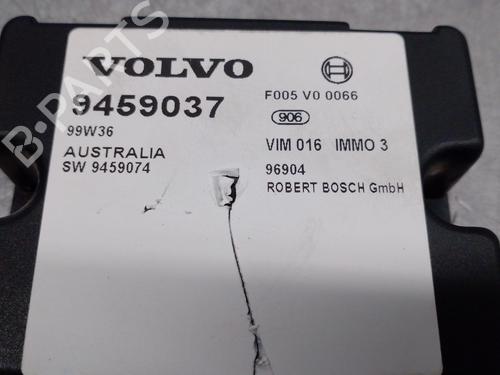 VOLVO
9459037
99W36
AUSTRALIA
SW 9459074
F005 V0 0066
906
VIM 016 IMMO 3
96904
ROBERT BOSCH GmbH
B-Parts